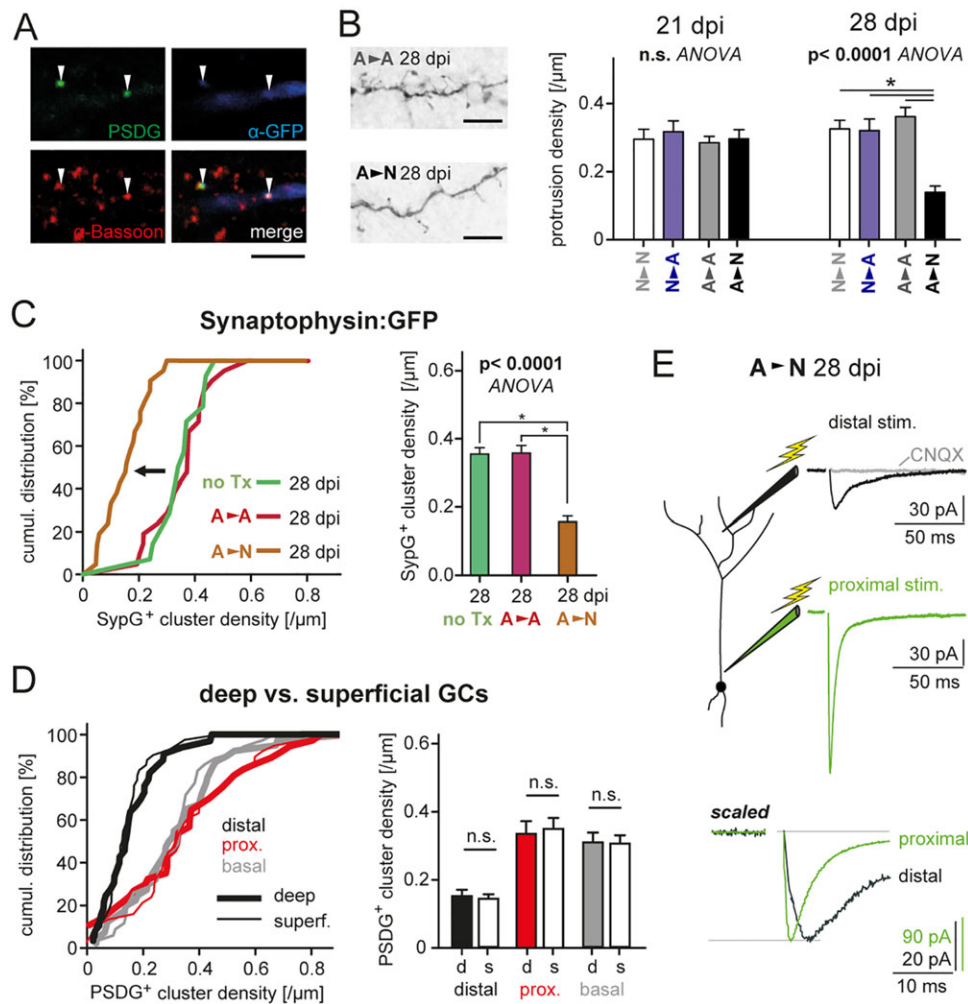 A
PSDG
α-GFP
α-Bassoon
merge
B
A►A 28 dpi
A►N 28 dpi
21 dpi
n.s. ANOVA
28 dpi
p< 0.0001 ANOVA
*
protrusion density [/μm]
0.4
0.2
0
N►N
N►A
A►A
A►N
N►N
N►A
A►A
A►N
C
Synaptophysin:GFP
cumul. distribution [%]
100
80
60
40
20
0
no Tx 28 dpi
A►A 28 dpi
A►N 28 dpi
0 0.2 0.4 0.6 0.8
SypG+ cluster density [/μm]
p< 0.0001
ANOVA
*
*
SypG+ cluster density [/μm]
0.6
0.4
0.2
0.0
28 28 28 dpi
no Tx A►A A►N
D
deep vs. superficial GCs
cumul. distribution [%]
100
80
60
40
20
0
distal
prox.
basal
deep
superf.
0 0.2 0.4 0.6 0.8
PSDG+ cluster density [/μm]
PSDG+ cluster density [/μm]
0.6
0.4
0.2
0
n.s.
n.s.
n.s.
d s d s d s
distal prox. basal
E
A►N 28 dpi
distal stim.
CNQX
30 pA
50 ms
proximal stim.
30 pA
50 ms
scaled
proximal
distal
90 pA
20 pA
10 ms